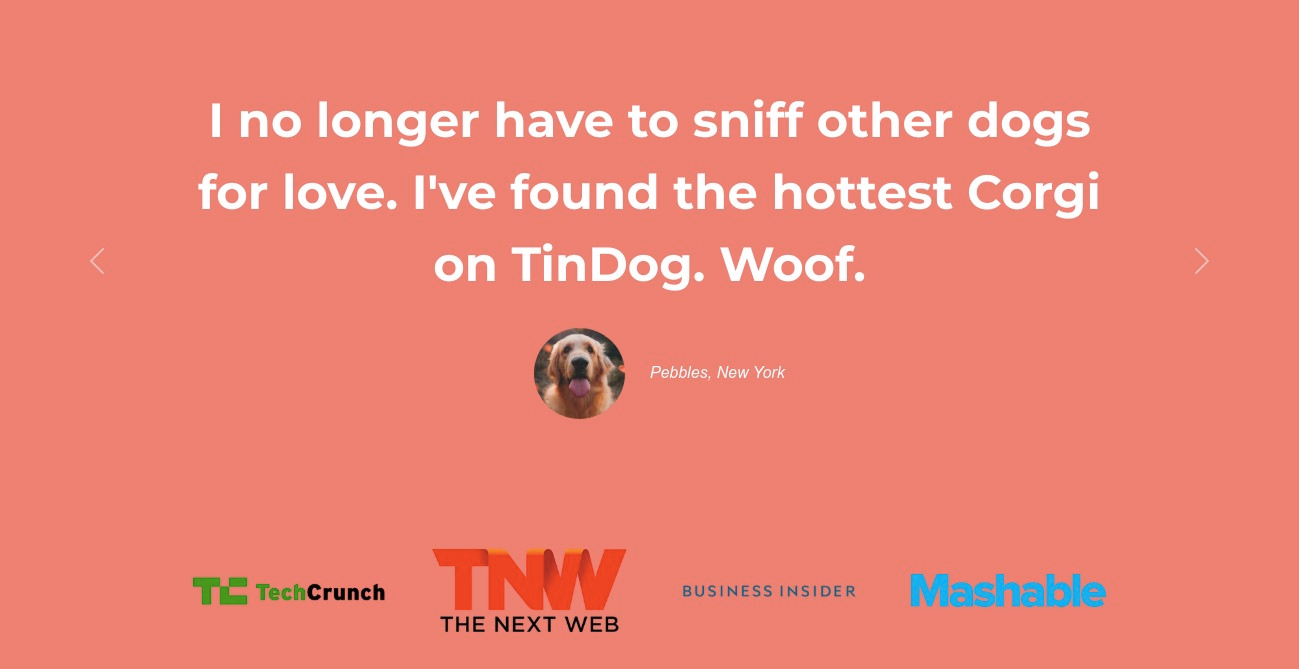 I no longer have to sniff other dogs
for love. I've found the hottest Corgi
on TinDog. Woof.
Pebbles, New York
TC TechCrunch
TNW
THE NEXT WEB
BUSINESS INSIDER
Mashable